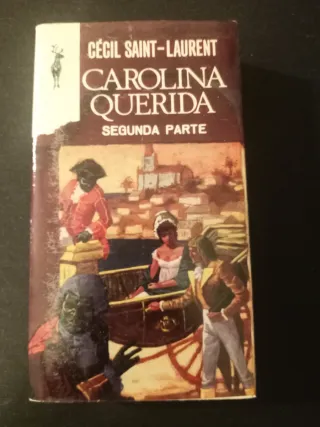 CÉCIL SAINT-LAURENT
CAROLINA
QUERIDA
SEGUNDA PARTE